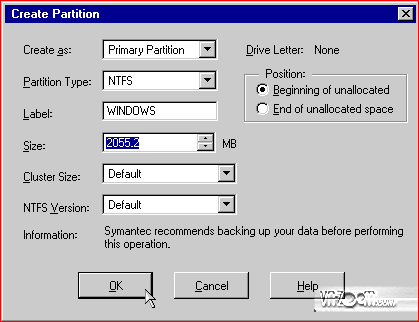 Create Partition
Create as: Primary Partition Drive Letter: None
Partition Type: NTFS Position:
Label: WINDOWS Beginning of unallocated
Size: 2055.2 MB End of unallocated space
Cluster Size: Default
NTFS Version: Default
Information: Symantec recommends backing up your data before performing
this operation.
OK Cancel Help